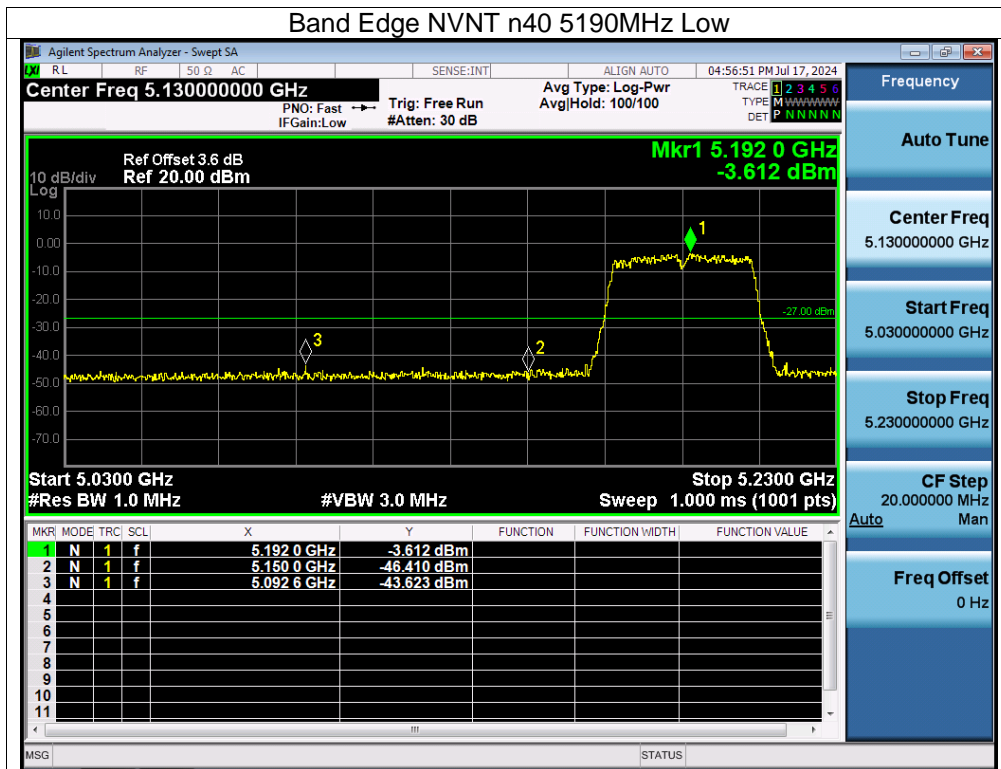 Band Edge NVNT n40 5190MHz Low
Agilent Spectrum Analyzer - Swept SA
LXI RL RF 50 Ω AC SENSE:INT ALIGN AUTO 04:56:51 PM Jul 17, 2024
Center Freq 5.130000000 GHz
PNO: Fast
IFGain:Low
Trig: Free Run
#Atten: 30 dB
Avg Type: Log-Pwr
Avg|Hold: 100/100
TRACE 1 2 3 4 5 6
TYPE M WWWWW
DET P N N N N N
Frequency
Auto Tune
Center Freq
5.130000000 GHz
Start Freq
5.030000000 GHz
Stop Freq
5.230000000 GHz
CF Step
20.000000 MHz
Auto Man
Freq Offset
0 Hz
Mkr1 5.192 0 GHz
-3.612 dBm
Ref Offset 3.6 dB
10 dB/div Ref 20.00 dBm
Log
10.0
0.00
-10.0
-20.0
-30.0
-40.0
-50.0
-60.0
-70.0
1
-27.00 dBm
3
2
Start 5.0300 GHz Stop 5.2300 GHz
#Res BW 1.0 MHz #VBW 3.0 MHz Sweep 1.000 ms (1001 pts)
MKR MODE TRC SCL X Y FUNCTION FUNCTION WIDTH FUNCTION VALUE
1 N 1 f 5.192 0 GHz -3.612 dBm
2 N 1 f 5.150 0 GHz -46.410 dBm
3 N 1 f 5.092 6 GHz -43.623 dBm
4
5
6
7
8
9
10
11
MSG STATUS